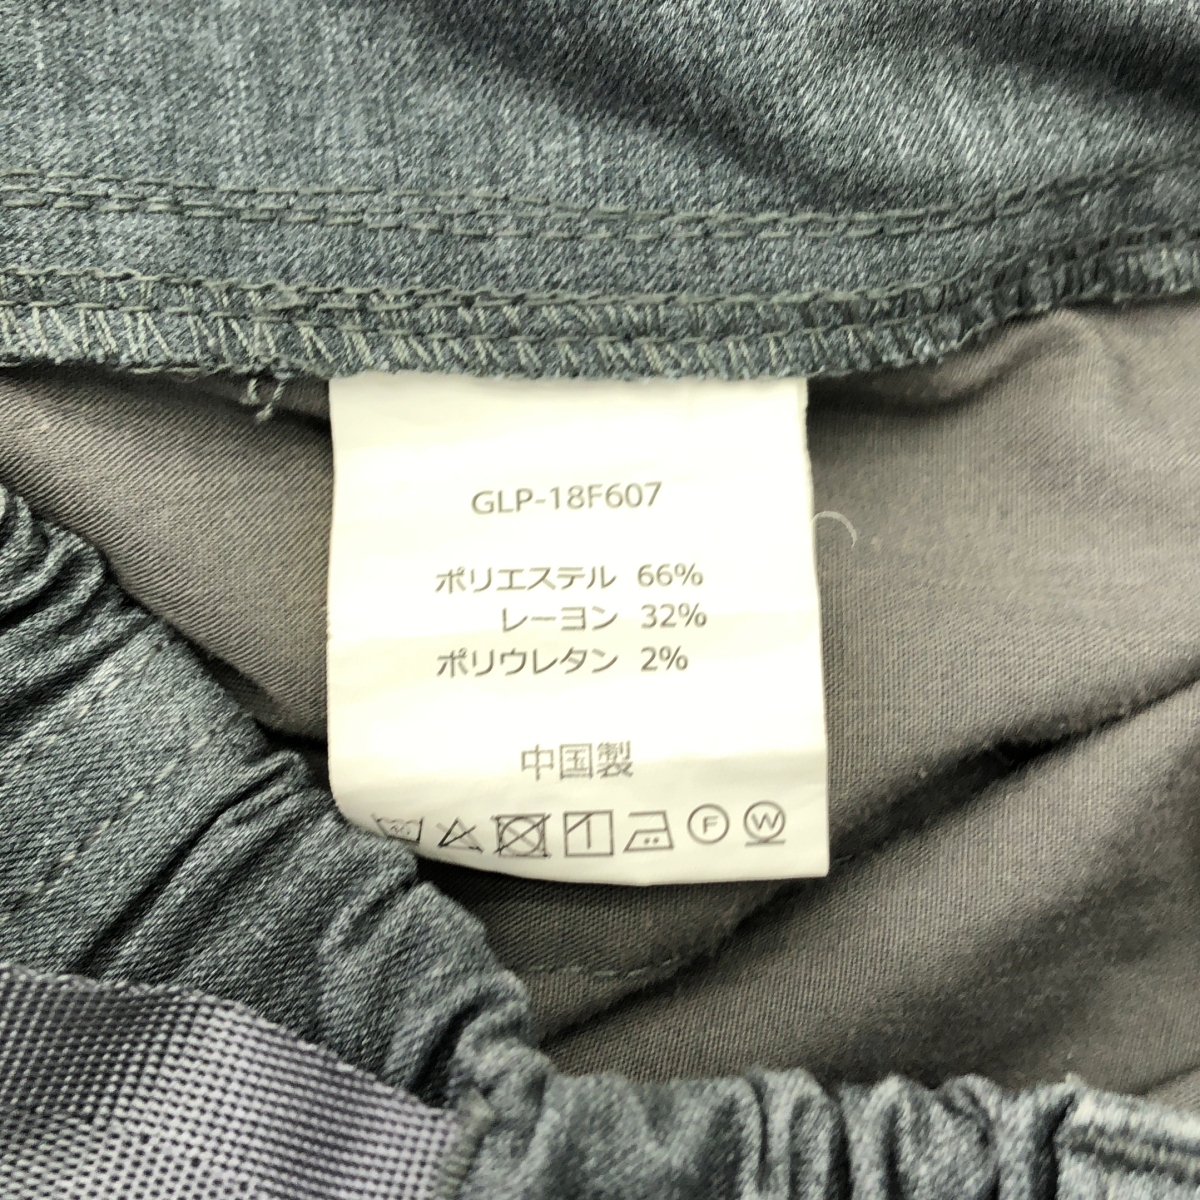 GLP-18F607
ポリエステル 66%
レーヨン 32%
ポリウレタン 2%
中国製
F W